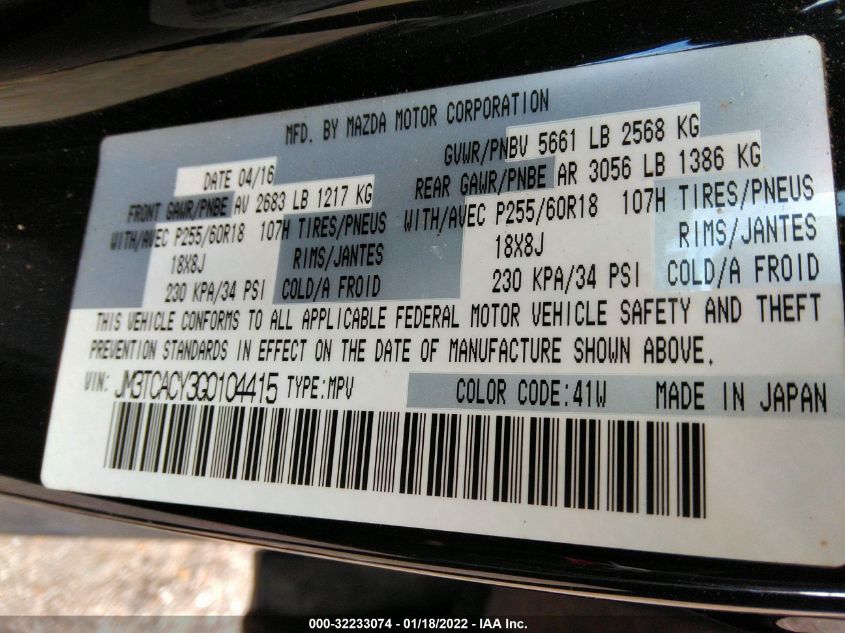 MFD. BY MAZDA MOTOR CORPORATION
DATE 04/16 GVWR/PNBV 5661 LB 2568 KG
FRONT GAWR/PNBE AV 2683 LB 1217 KG REAR GAWR/PNBE AR 3056 LB 1386 KG
WITH/AVEC P255/60R18 107H TIRES/PNEUS WITH/AVEC P255/60R18 107H TIRES/PNEUS
18X8J RIMS/JANTES 18X8J RIMS/JANTES
230 KPA/34 PSI COLD/A FROID 230 KPA/34 PSI COLD/A FROID
THIS VEHICLE CONFORMS TO ALL APPLICABLE FEDERAL MOTOR VEHICLE SAFETY AND THEFT
PREVENTION STANDARDS IN EFFECT ON THE DATE OF MANUFACTURE SHOWN ABOVE.
VIN: JM3TCACY3G0104415 TYPE:MPV COLOR CODE:41W MADE IN JAPAN
000-32233074 — 01/18/2022 - IAA Inc.